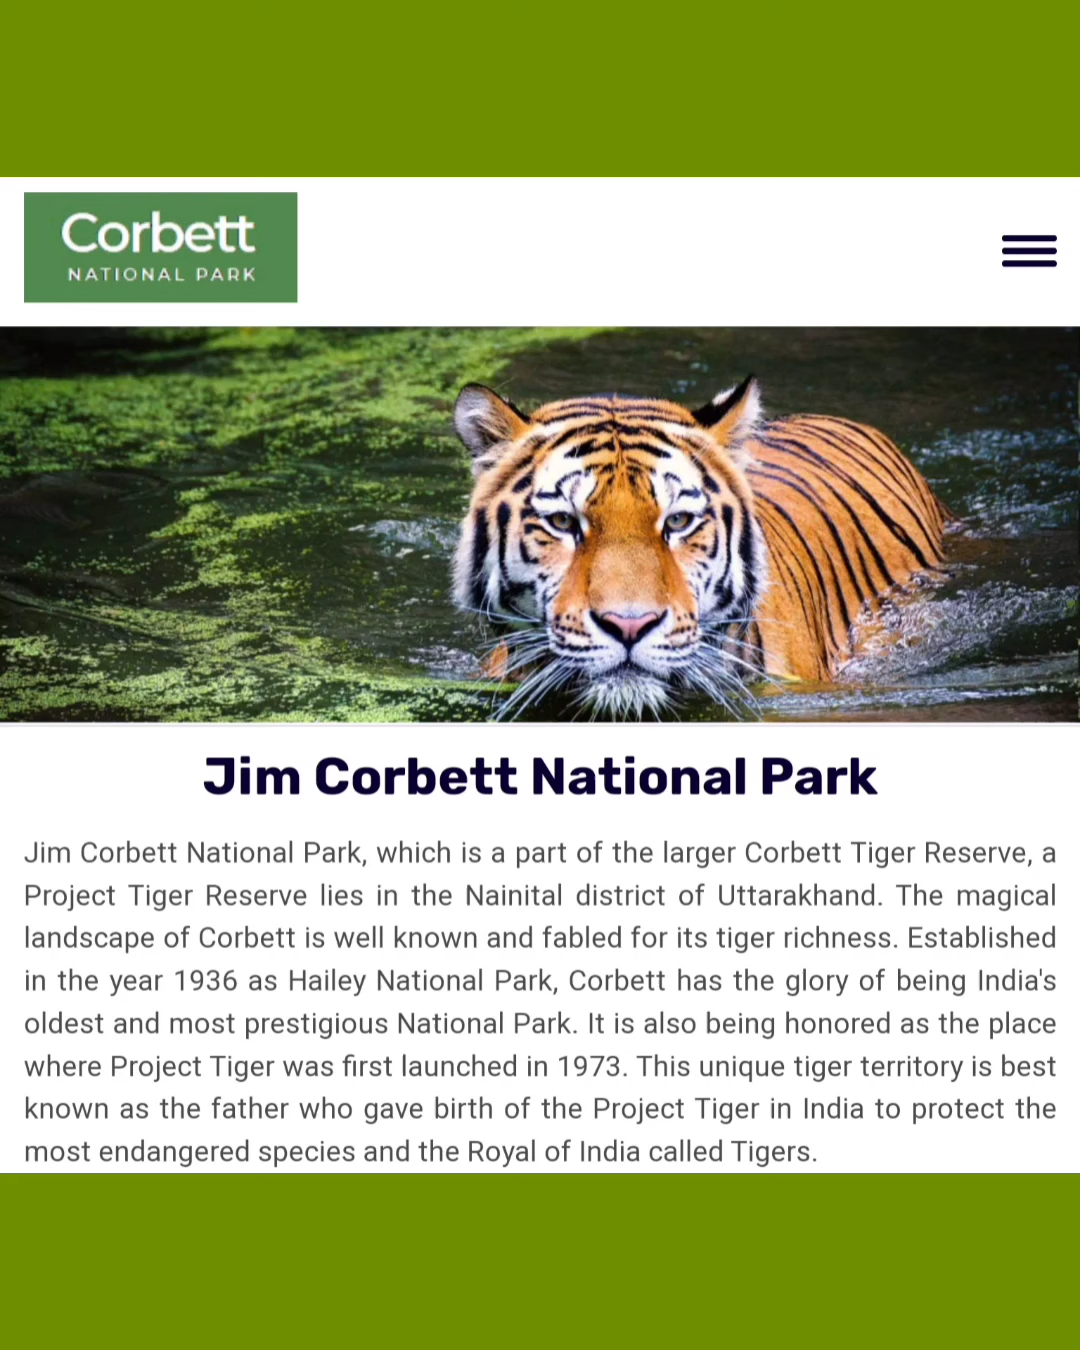 Corbett
NATIONAL PARK
Jim Corbett National Park
Jim Corbett National Park, which is a part of the larger Corbett Tiger Reserve, a
Project Tiger Reserve lies in the Nainital district of Uttarakhand. The magical
landscape of Corbett is well known and fabled for its tiger richness. Established
in the year 1936 as Hailey National Park, Corbett has the glory of being India's
oldest and most prestigious National Park. It is also being honored as the place
where Project Tiger was first launched in 1973. This unique tiger territory is best
known as the father who gave birth of the Project Tiger in India to protect the
most endangered species and the Royal of India called Tigers.